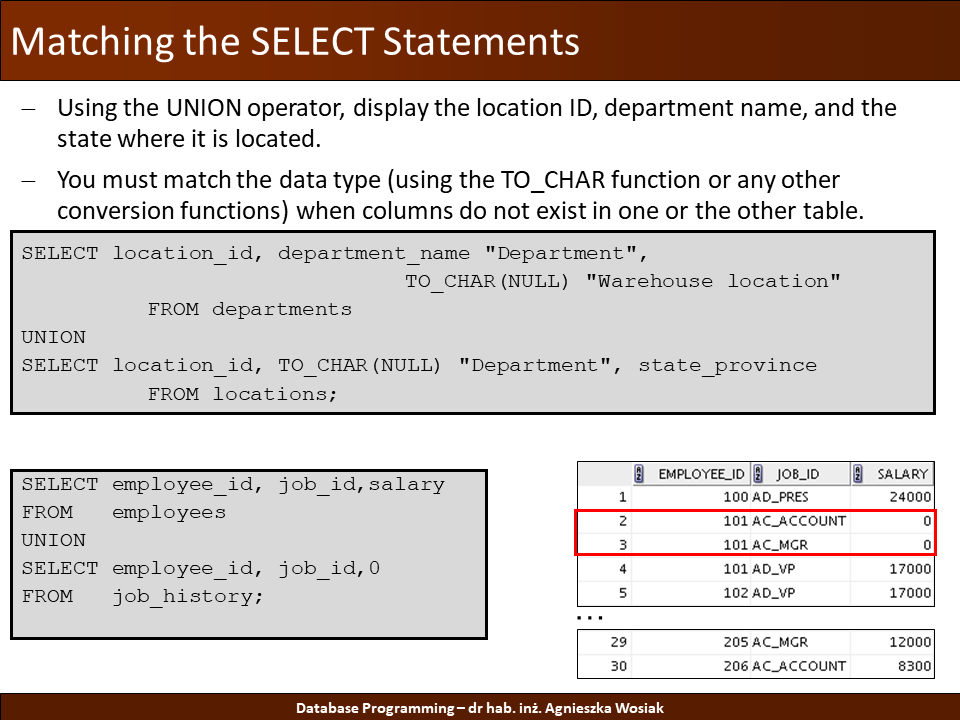 Matching the SELECT Statements
– Using the UNION operator, display the location ID, department name, and the
state where it is located.
– You must match the data type (using the TO_CHAR function or any other
conversion functions) when columns do not exist in one or the other table.
SELECT location_id, department_name "Department",
TO_CHAR(NULL) "Warehouse location"
FROM departments
UNION
SELECT location_id, TO_CHAR(NULL) "Department", state_province
FROM locations;
SELECT employee_id, job_id,salary
FROM employees
UNION
SELECT employee_id, job_id,0
FROM job_history;
EMPLOYEE_ID JOB_ID SALARY
1 100 AD_PRES 24000
2 101 AC_ACCOUNT 0
3 101 AC_MGR 0
4 101 AD_VP 17000
5 102 AD_VP 17000
...
29 205 AC_MGR 12000
30 206 AC_ACCOUNT 8300
Database Programming – dr hab. inż. Agnieszka Wosiak